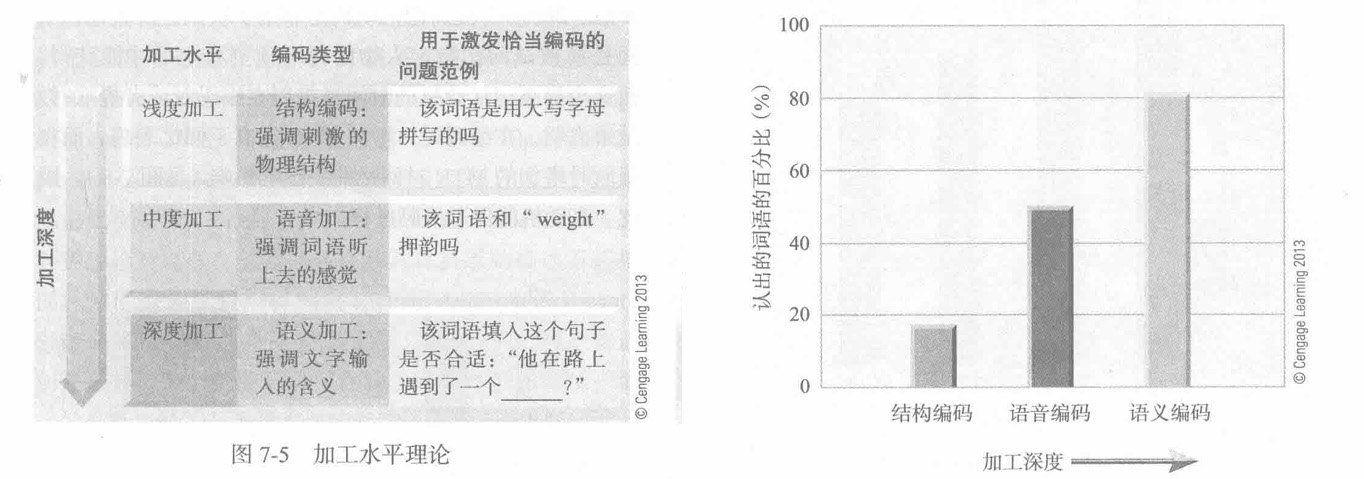 加工水平
编码类型
用于激发恰当编码的
问题范例
加工深度
浅度加工
结构编码：
强调刺激的
物理结构
该词语是用大写字母
拼写的吗
中度加工
语音加工：
强调词语听
上去的感觉
该词语和“weight”
押韵吗
深度加工
语义加工：
强调文字输
入的含义
该词语填入这个句子
是否合适：“他在路上
遇到了一个______?”
© Cengage Learning 2013
图 7-5 加工水平理论
认出的词语的百分比（%）
100
80
60
40
20
0
结构编码
语音编码
语义编码
加工深度
© Cengage Learning 2013